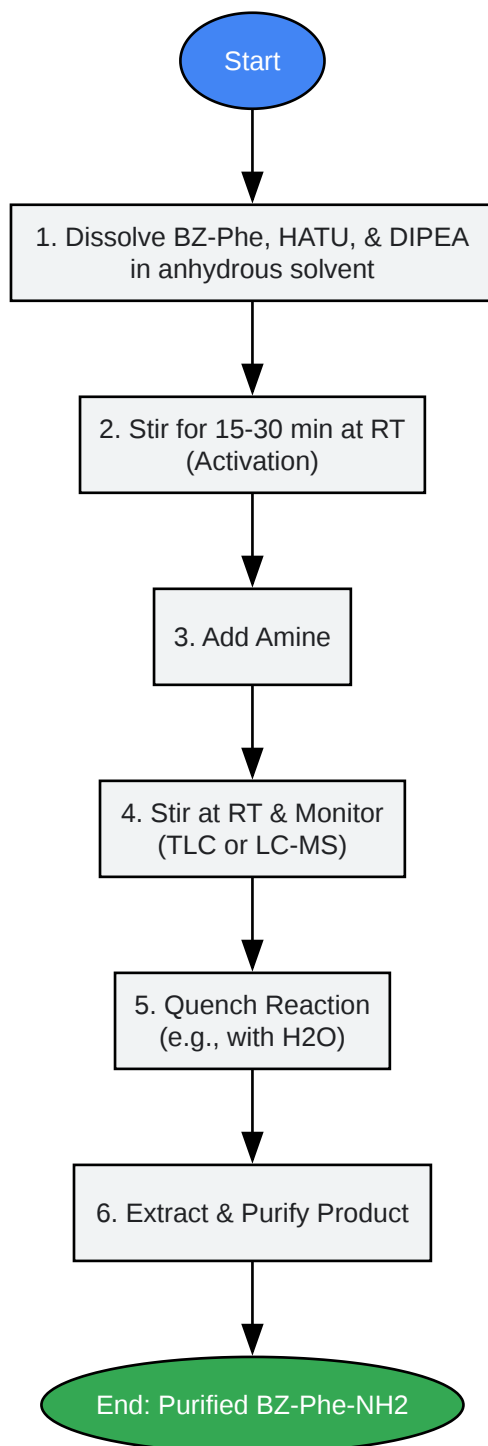 Start
1. Dissolve BZ-Phe, HATU, & DIPEA
in anhydrous solvent
2. Stir for 15-30 min at RT
(Activation)
3. Add Amine
4. Stir at RT & Monitor
(TLC or LC-MS)
5. Quench Reaction
(e.g., with H2O)
6. Extract & Purify Product
End: Purified BZ-Phe-NH2